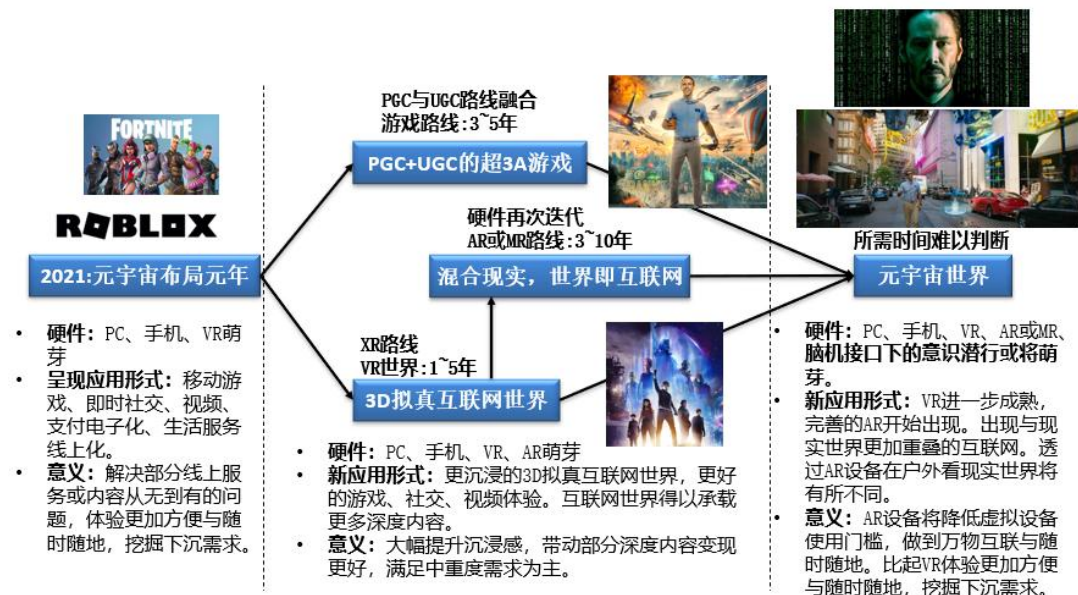 FORTNITE
ROBLOX
2021:元宇宙布局元年
• 硬件：PC、手机、VR萌
芽
• 呈现应用形式：移动游
戏、即时社交、视频、
支付电子化、生活服务
线上化。
• 意义：解决部分线上服
务或内容从无到有的问
题，体验更加方便与随
时随地，挖掘下沉需求。
PGC与UGC路线融合
游戏路线:3~5年
PGC+UGC的超3A游戏
硬件再次迭代
AR或MR路线:3~10年
混合现实，世界即互联网
XR路线
VR世界:1~5年
3D拟真互联网世界
• 硬件：PC、手机、VR、AR萌芽
• 新应用形式：更沉浸的3D拟真互联网世界，更好
的游戏、社交、视频体验。互联网世界得以承载
更多深度内容。
• 意义：大幅提升沉浸感，带动部分深度内容变现
更好，满足中重度需求为主。
所需时间难以判断
元宇宙世界
• 硬件：PC、手机、VR、AR或MR、
脑机接口下的意识潜行或将萌
芽。
• 新应用形式：VR进一步成熟，
完善的AR开始出现。出现与现
实世界更加重叠的互联网。透
过AR设备在户外看现实世界将
有所不同。
• 意义：AR设备将降低虚拟设备
使用门槛，做到万物互联与随
时随地。比起VR体验更加方便
与随时随地，挖掘下沉需求。